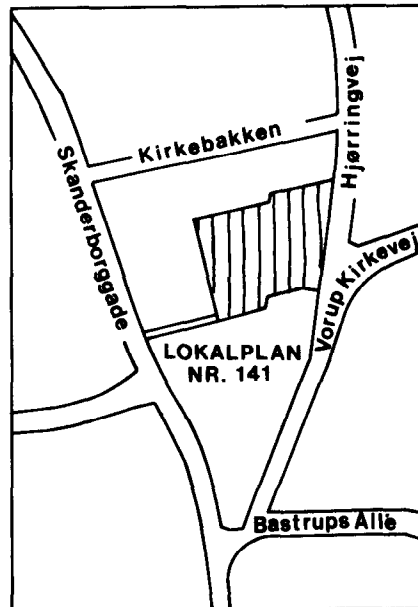 Kirkebakken
Hjørringvej
Skanderborggade
Vorup Kirkevej
LOKALPLAN
NR. 141
Bastrups Allé